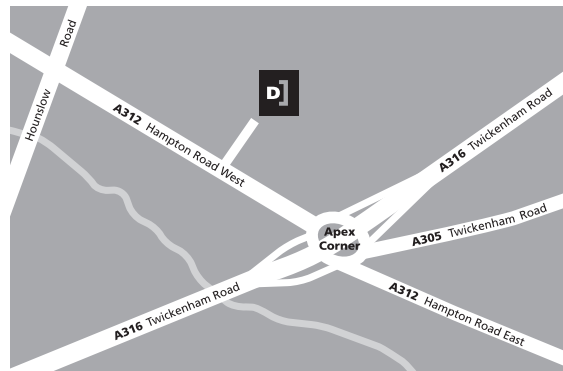 Hounslow Road
D]
A312 Hampton Road West
A316 Twickenham Road
Apex
Corner
A305 Twickenham Road
A316 Twickenham Road
A312 Hampton Road East